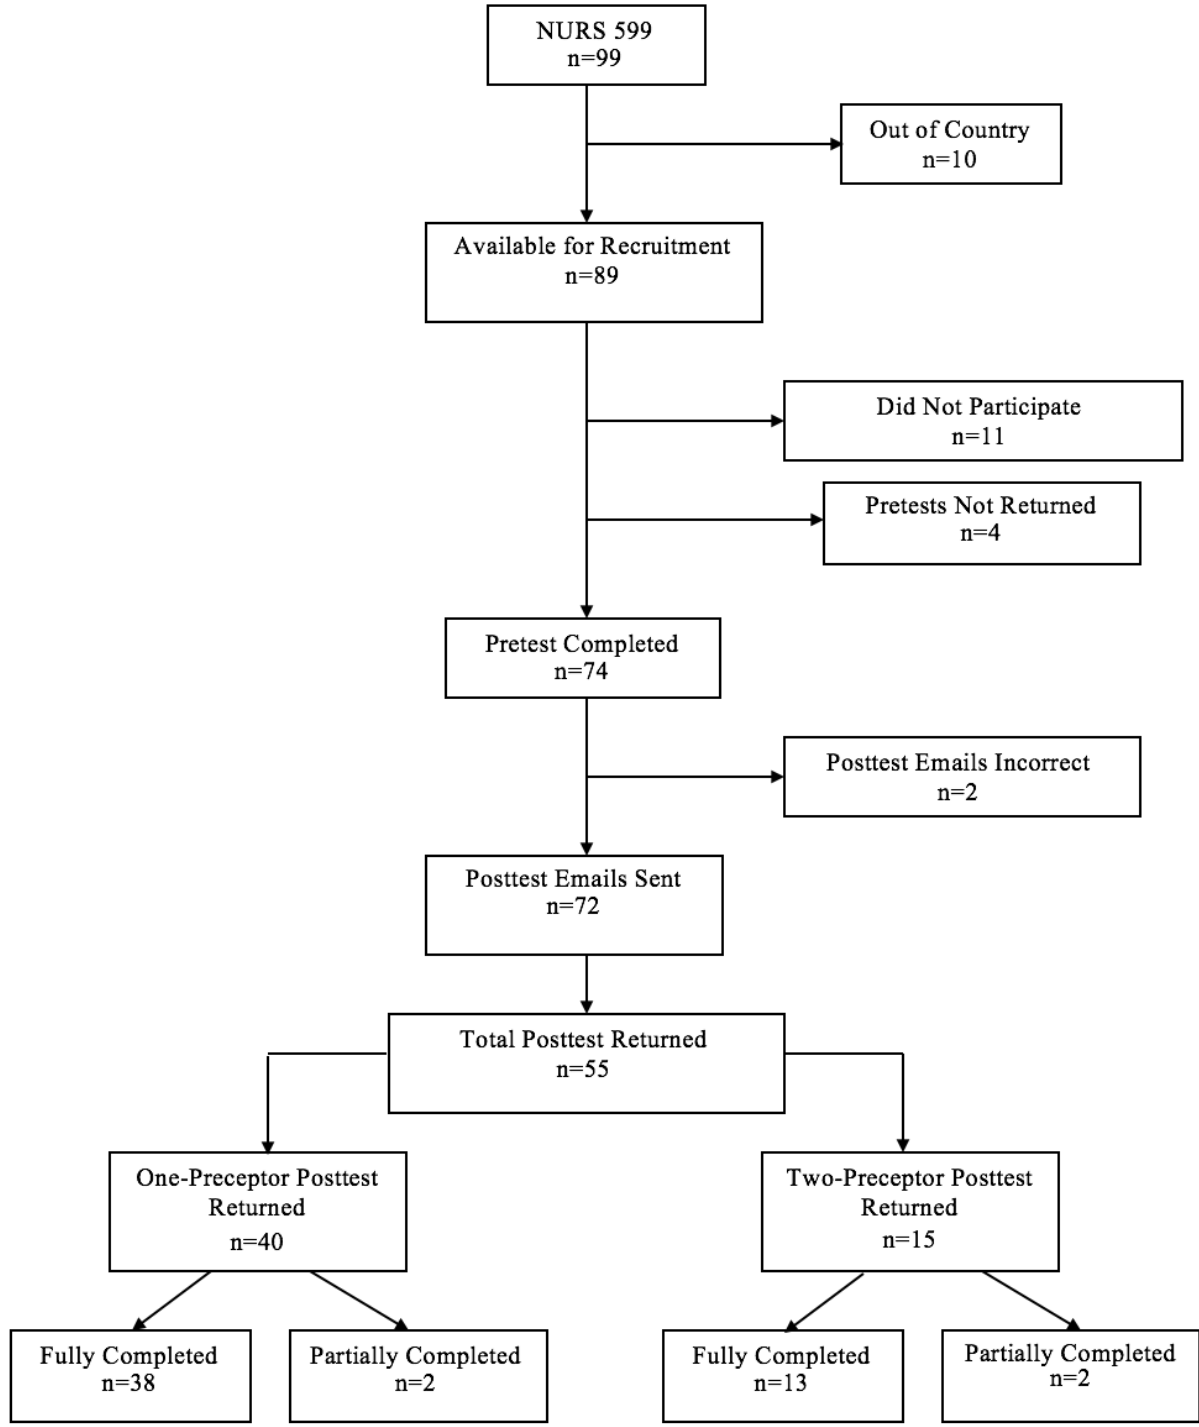 NURS 599
n=99
Out of Country
n=10
Available for Recruitment
n=89
Did Not Participate
n=11
Pretests Not Returned
n=4
Pretest Completed
n=74
Posttest Emails Incorrect
n=2
Posttest Emails Sent
n=72
Total Posttest Returned
n=55
One-Preceptor Posttest
Returned
n=40
Two-Preceptor Posttest
Returned
n=15
Fully Completed
n=38
Partially Completed
n=2
Fully Completed
n=13
Partially Completed
n=2